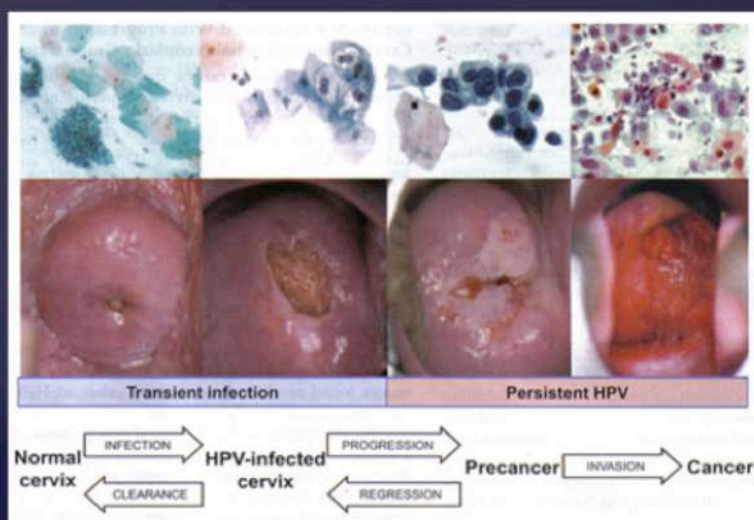 Transient infection
Persistent HPV
INFECTION
PROGRESSION
Normal
cervix
HPV-infected
cervix
Precancer
INVASION
Cancer
CLEARANCE
REGRESSION